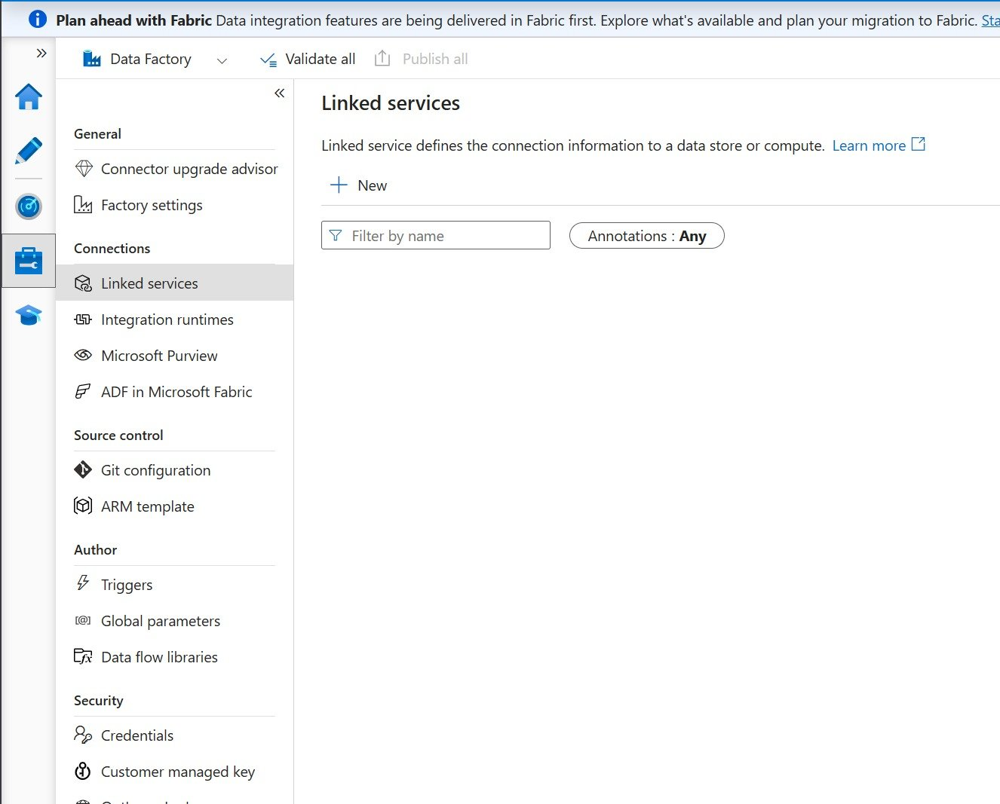 Plan ahead with Fabric Data integration features are being delivered in Fabric first. Explore what's available and plan your migration to Fabric.
Data Factory
Validate all
Publish all
General
Connector upgrade advisor
Factory settings
Connections
Linked services
Integration runtimes
Microsoft Purview
ADF in Microsoft Fabric
Source control
Git configuration
ARM template
Author
Triggers
Global parameters
Data flow libraries
Security
Credentials
Customer managed key
Linked services
Linked service defines the connection information to a data store or compute. Learn more
New
Filter by name
Annotations : Any